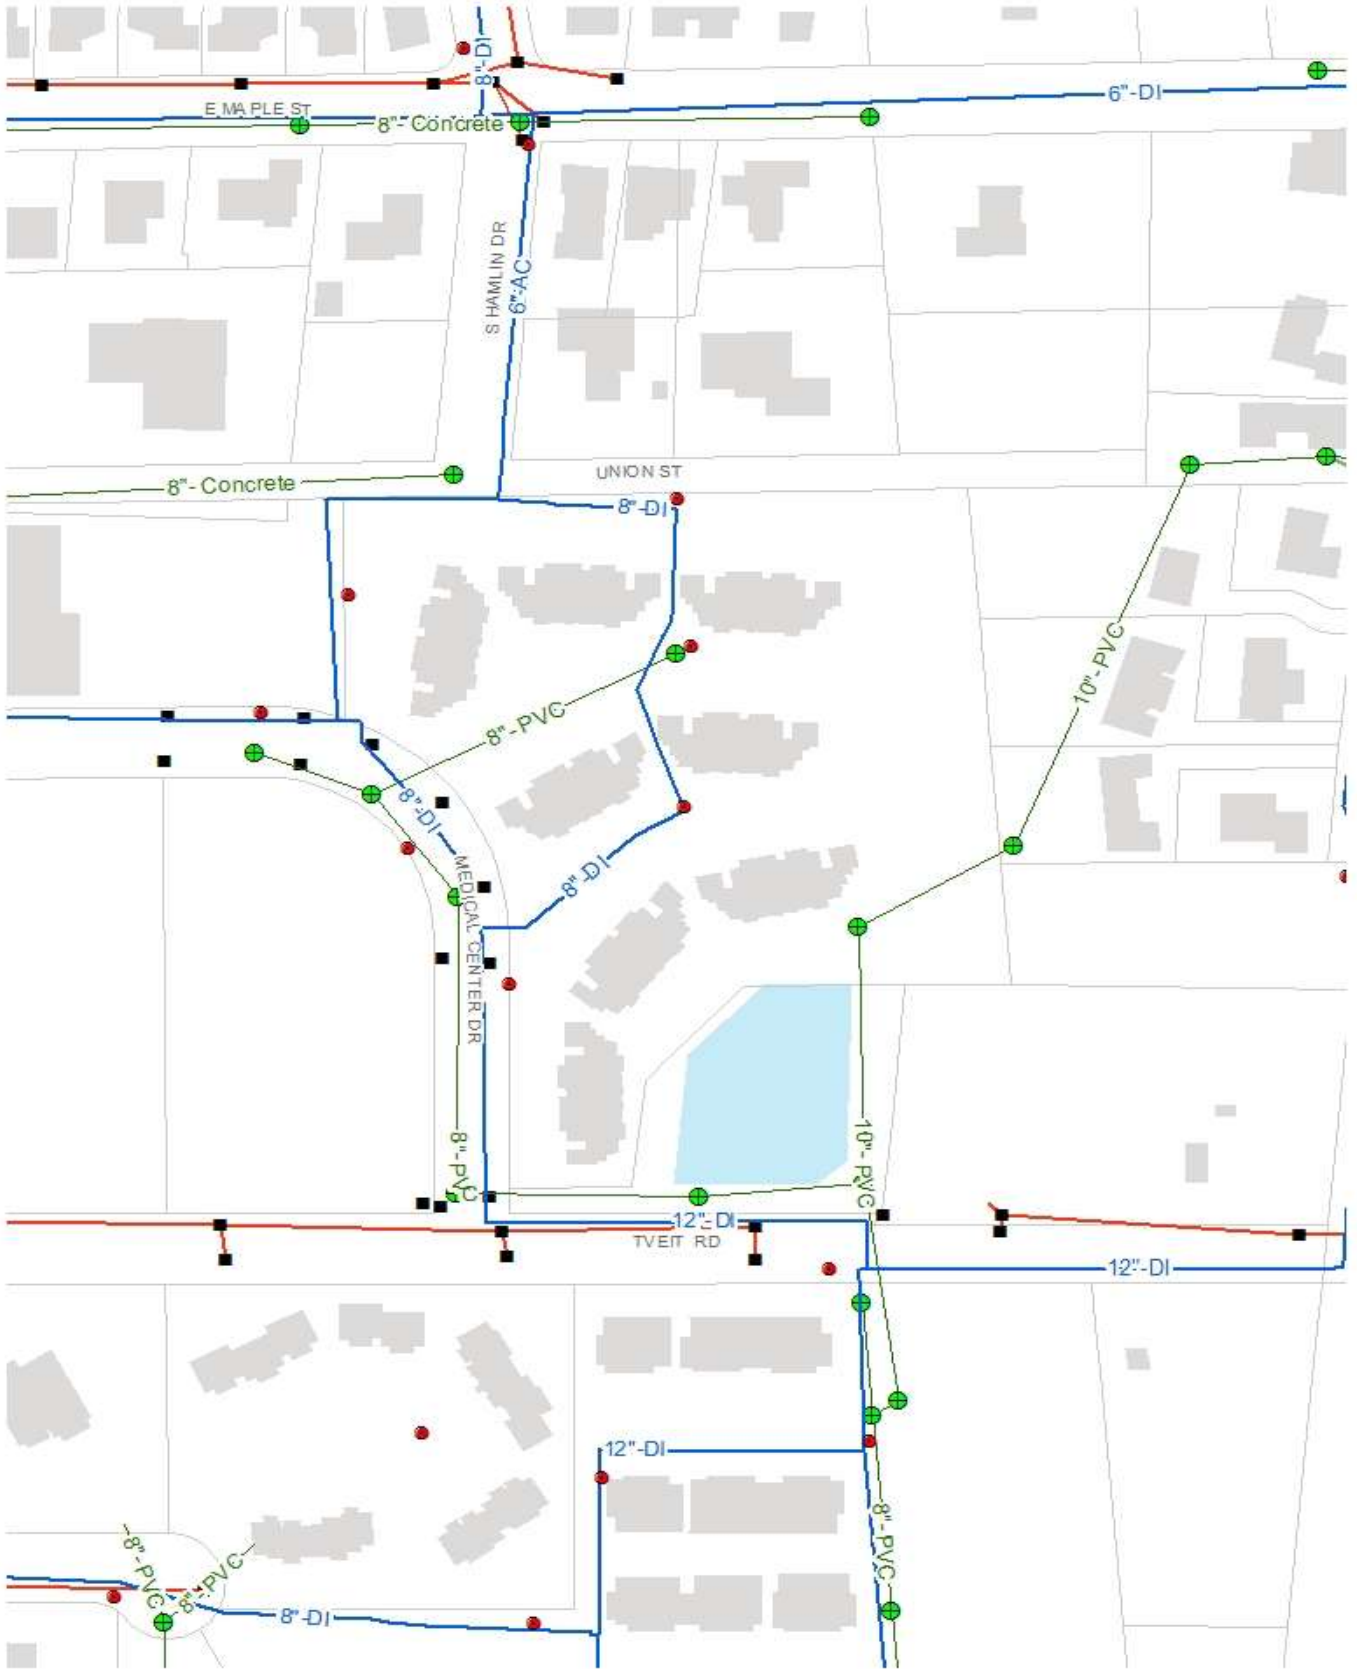 8"-DI
6"-DI
E MAPLE ST
8"- Concrete
S HAMLIN DR
6"-AC
UNION ST
8"- Concrete
8"-DI
10"-PVC
8"-PVC
8"-DI
MEDICAL CENTER DR
8"-DI
8"-PVC
10"- PVC
12"-DI
TVEIT RD
12"-DI
12"-DI
8"-PVC
8"-PVC
8"-PVC
8"-DI